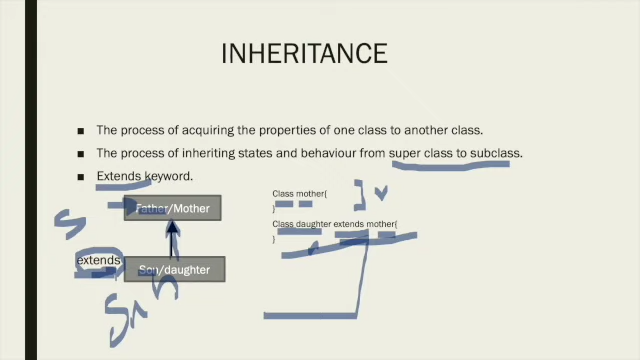 INHERITANCE
The process of acquiring the properties of one class to another class.
The process of inheriting states and behaviour from super class to subclass.
Extends keyword.
Class mother{
Father/Mother
}
Class daughter extends mother{
}
extends
Son/daughter